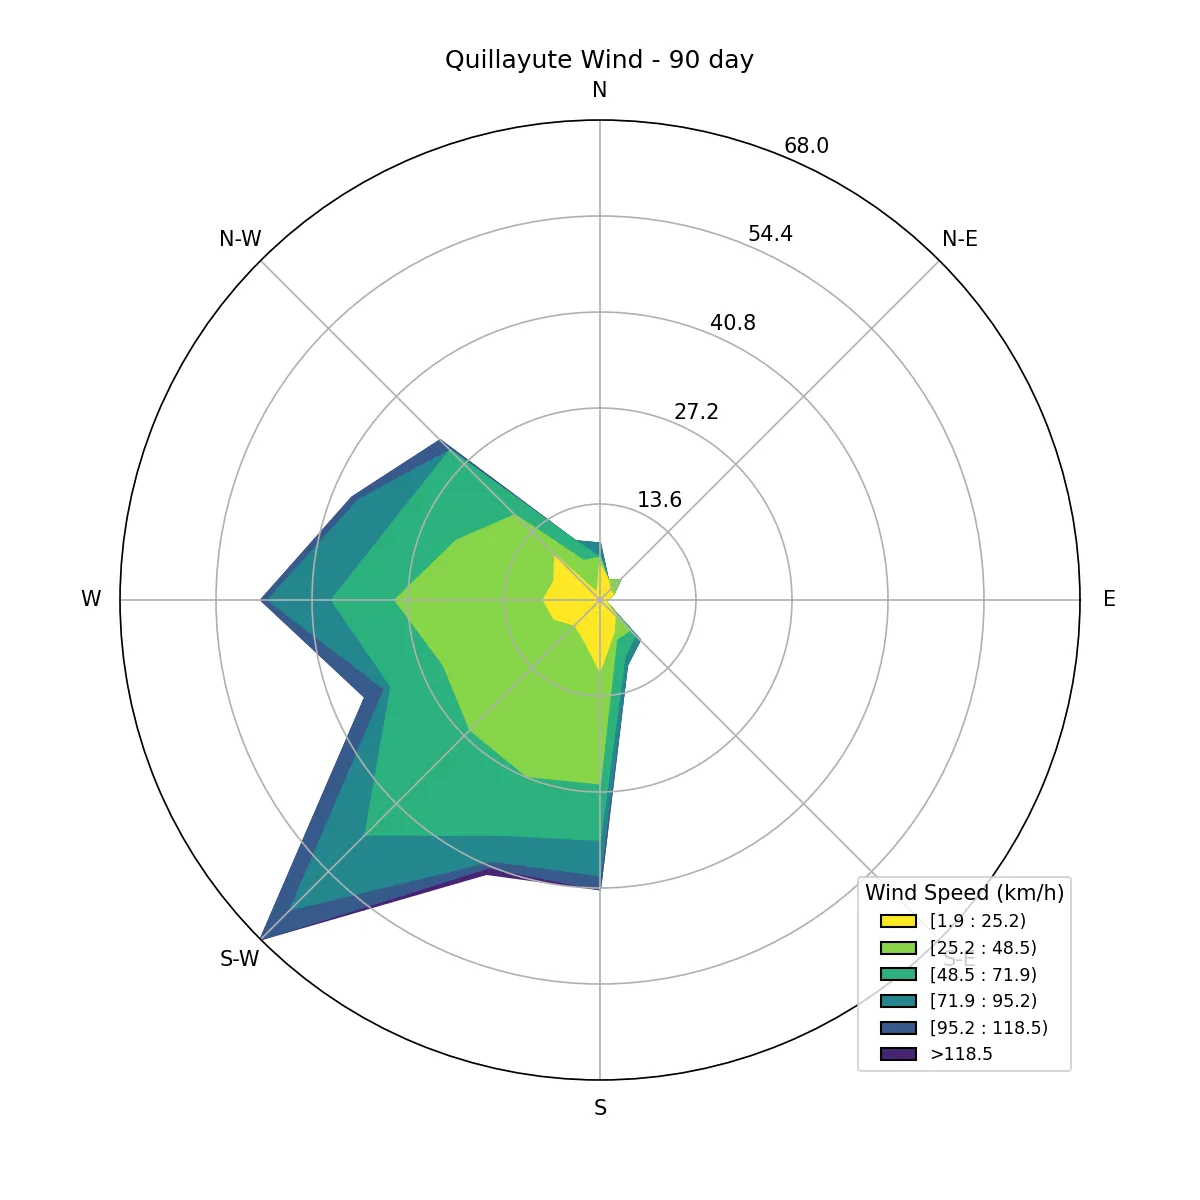 Quillayute Wind - 90 day
N
68.0
N-W
54.4
N-E
40.8
27.2
13.6
W
E
S-W
S-E
S
Wind Speed (km/h)
[1.9 : 25.2)
[25.2 : 48.5)
[48.5 : 71.9)
[71.9 : 95.2)
[95.2 : 118.5)
>118.5